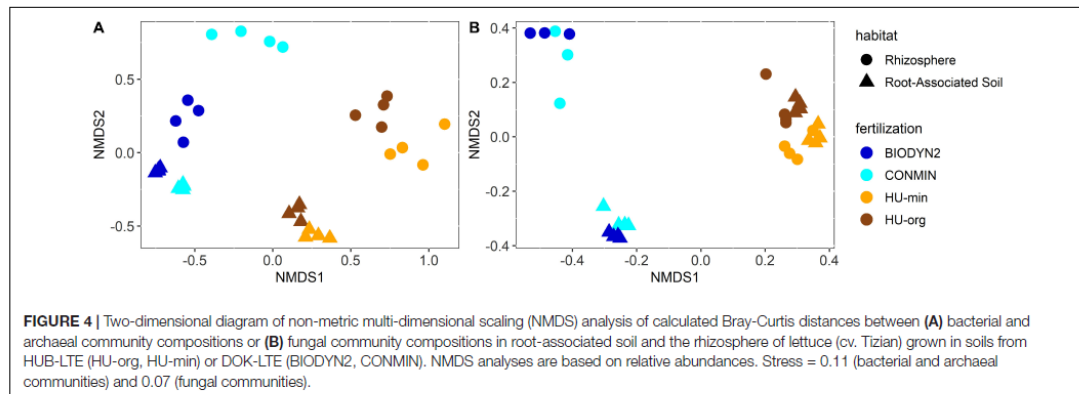 A
B
0.5
0.0
-0.5
NMDS2
-0.5
0.0
0.5
1.0
NMDS1
0.4
0.2
0.0
-0.2
-0.4
NMDS2
-0.4
-0.2
0.0
0.2
0.4
NMDS1
habitat
Rhizosphere
Root-Associated Soil
fertilization
BIODYN2
CONMIN
HU-min
HU-org
FIGURE 4 | Two-dimensional diagram of non-metric multi-dimensional scaling (NMDS) analysis of calculated Bray-Curtis distances between (A) bacterial and
archaeal community compositions or (B) fungal community compositions in root-associated soil and the rhizosphere of lettuce (cv. Tizian) grown in soils from
HUB-LTE (HU-org, HU-min) or DOK-LTE (BIODYN2, CONMIN). NMDS analyses are based on relative abundances. Stress = 0.11 (bacterial and archaeal
communities) and 0.07 (fungal communities).